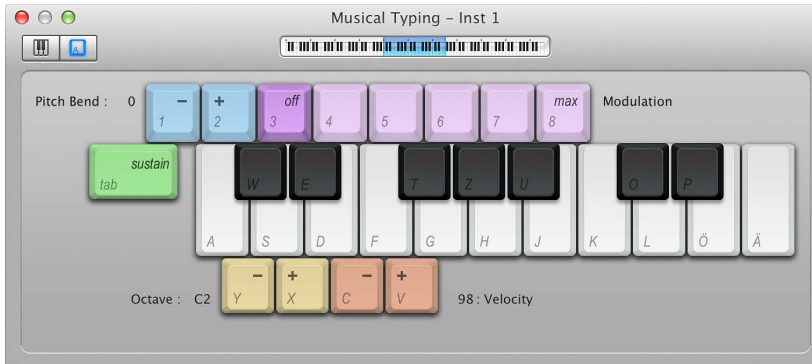 Musical Typing – Inst 1
A
Pitch Bend : 0 – + off max Modulation
1 2 3 4 5 6 7 8
sustain
tab
W E T Z U O P
A S D F G H J K L Ö Ä
– + – +
Octave : C2 Y X C V 98 : Velocity